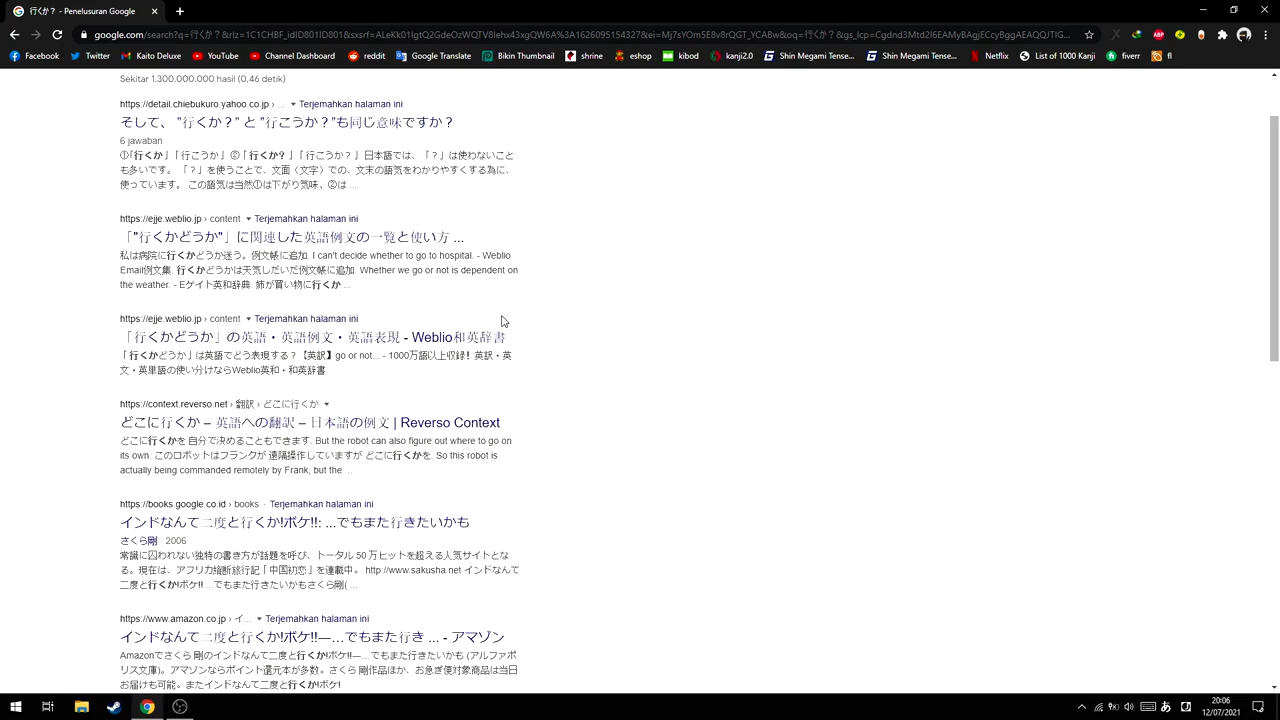 行くか？ - Penelusuran Google
google.com/search?q=行くか？&rlz=1C1CHBF_idID801ID801&sxsrf=ALeKk01IgtQ2GdeOzWQTV8Iehx43xgQW6A%3A1626095154327&ei=Mj7sYOm5E8v8rQGT_YCABw&oq=行くか？&gs_lcp=Cgdnd3Mtd2l6EAMyBAgjECcyBggAEAQQJTIG...
Facebook Twitter Kaito Deluxe YouTube Channel Dashboard reddit Google Translate Bikin Thumbnail shrine eshop kibod kanji2.0 Shin Megami Tense... Shin Megami Tense... Netflix List of 1000 Kanji fiverr fl
Sekitar 1.300.000.000 hasil (0,46 detik)
https://detail.chiebukuro.yahoo.co.jp › ... Terjemahkan halaman ini
そして、 ”行くか？” と ”行こうか？”も同じ意味ですか？
6 jawaban
①「行くか」「行こうか」 ②「行くか？」「行こうか？」 日本語では、「？」は使わないこと
も多いです。 「？」を使うことで、文面（文字）での、文末の語気をわかりやすくする為に、
使っています。 この語気は当然①は下がり気味、②は ...
https://ejje.weblio.jp › content Terjemahkan halaman ini
「"行くかどうか"」に関連した英語例文の一覧と使い方 ...
私は病院に行くかどうか迷う。例文帳に追加. I can't decide whether to go to hospital. - Weblio
Email例文集. 行くかどうかは天気しだいだ例文帳に追加. Whether we go or not is dependent on
the weather. - Eゲイト英和辞典. 姉が買い物に行くか ...
https://ejje.weblio.jp › content Terjemahkan halaman ini
「行くかどうか」の英語・英語例文・英語表現 - Weblio和英辞書
「行くかどうか」は英語でどう表現する？【英訳】go or not... - 1000万語以上収録！英訳・英
文・英単語の使い分けならWeblio英和・和英辞書.
https://context.reverso.net › 翻訳 › どこに行くか
どこに行くか – 英語への翻訳 – 日本語の例文 | Reverso Context
どこに行くかを 自分で決めることもできます. But the robot can also figure out where to go on
its own. このロボットはフランクが 遠隔操作していますが どこに行くかを. So this robot is
actually being commanded remotely by Frank, but the ...
https://books.google.co.id › books · Terjemahkan halaman ini
インドなんて二度と行くか!ボケ!!: ...でもまた行きたいかも
さくら剛 2006
常識に囚われない独特の書き方が話題を呼び、トータル 50 万ヒットを超える人気サイトとな
る。現在は、アフリカ縦断旅行記「中国初恋」を連載中。 http://www.sakusha.net インドなんて
二度と行くか!ボケ!! ...でもまた行きたいかもさくら剛( ...
https://www.amazon.co.jp › イ... Terjemahkan halaman ini
インドなんて二度と行くか!ボケ!!―…でもまた行き ... - アマゾン
Amazonでさくら 剛のインドなんて二度と行くか!ボケ!!―…でもまた行きたいかも (アルファポ
リス文庫)。アマゾンならポイント還元本が多数。さくら 剛作品ほか、お急ぎ便対象商品は当日
お届けも可能。またインドなんて二度と行くか!ボケ!!
20:06
12/07/2021